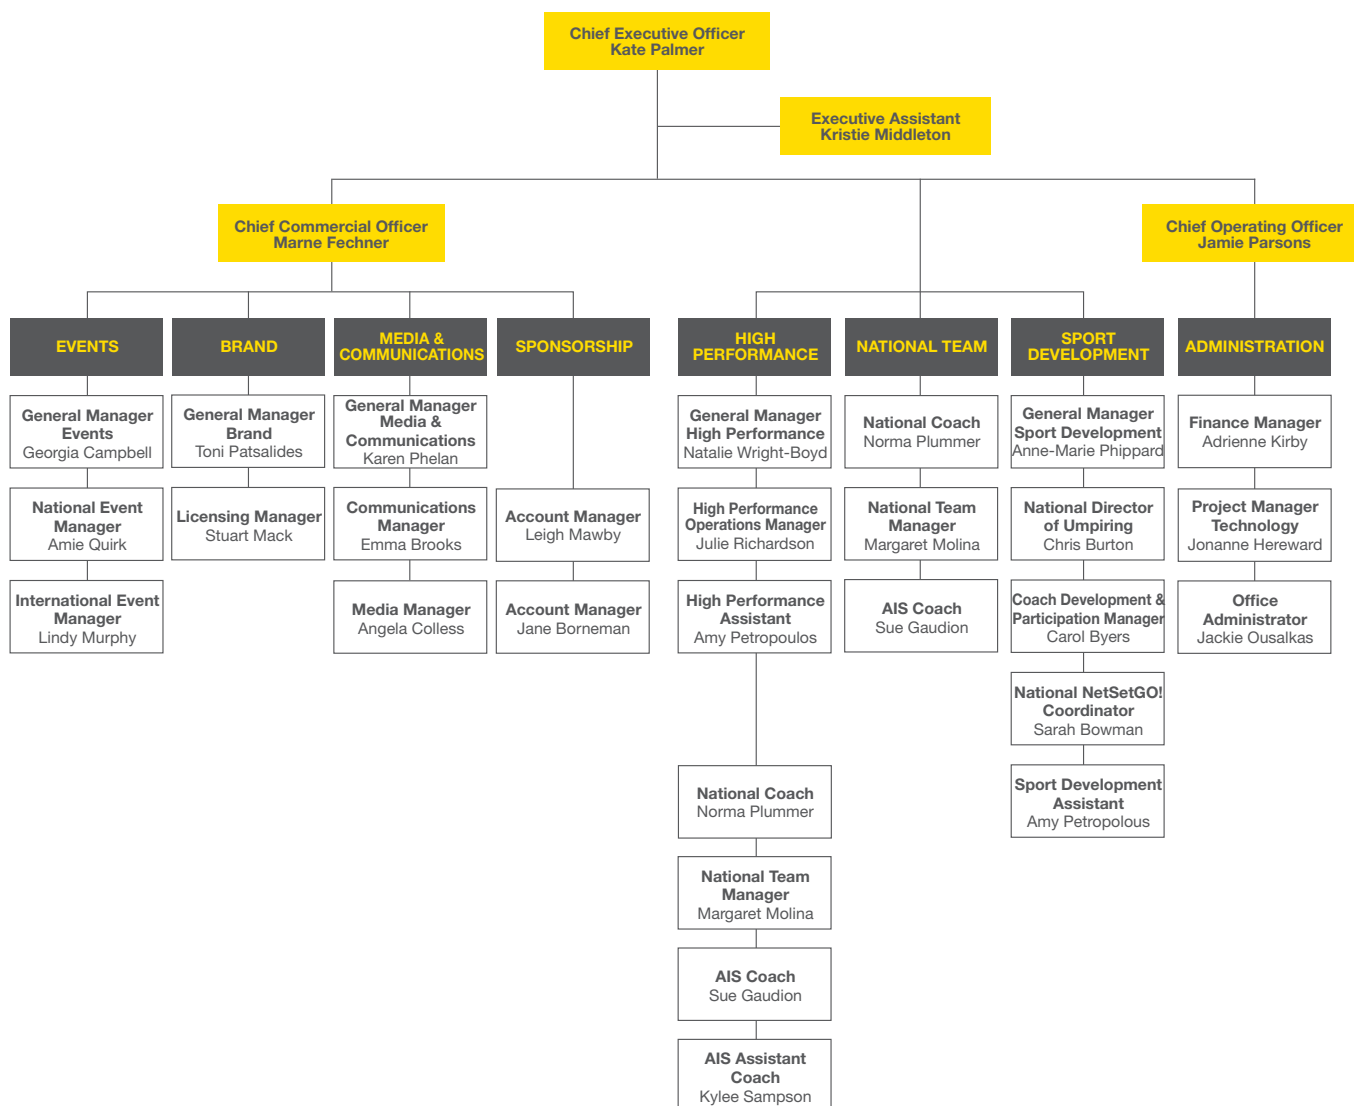 Chief Executive Officer
Kate Palmer
Executive Assistant
Kristie Middleton
Chief Commercial Officer
Marne Fechner
Chief Operating Officer
Jamie Parsons
EVENTS
General Manager
Events
Georgia Campbell
National Event
Manager
Amie Quirk
International Event
Manager
Lindy Murphy
BRAND
General Manager
Brand
Toni Patsalides
Licensing Manager
Stuart Mack
MEDIA &
COMMUNICATIONS
General Manager
Media &
Communications
Karen Phelan
Communications
Manager
Emma Brooks
Media Manager
Angela Colless
SPONSORSHIP
Account Manager
Leigh Mawby
Account Manager
Jane Borneman
HIGH
PERFORMANCE
General Manager
High Performance
Natalie Wright-Boyd
High Performance
Operations Manager
Julie Richardson
High Performance
Assistant
Amy Petropoulos
National Coach
Norma Plummer
National Team
Manager
Margaret Molina
AIS Coach
Sue Gaudion
AIS Assistant
Coach
Kylee Sampson
NATIONAL TEAM
National Coach
Norma Plummer
National Team
Manager
Margaret Molina
AIS Coach
Sue Gaudion
SPORT
DEVELOPMENT
General Manager
Sport Development
Anne-Marie Phippard
National Director
of Umpiring
Chris Burton
Coach Development &
Participation Manager
Carol Byers
National NetSetGO!
Coordinator
Sarah Bowman
Sport Development
Assistant
Amy Petropolous
ADMINISTRATION
Finance Manager
Adrienne Kirby
Project Manager
Technology
Jonanne Hereward
Office
Administrator
Jackie Ousalkas